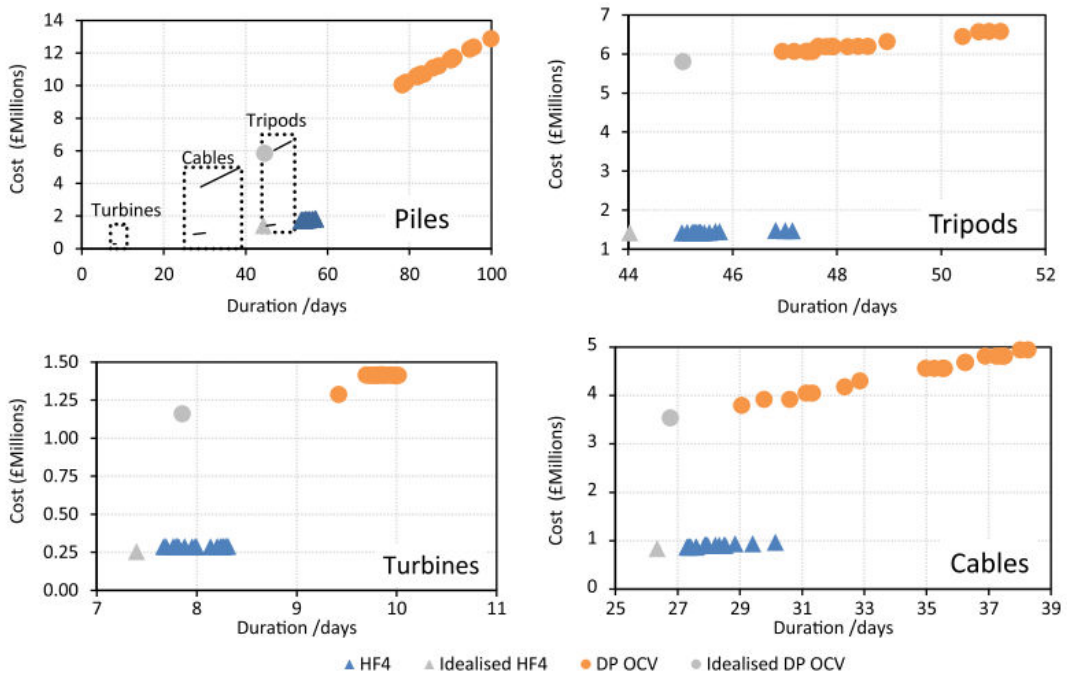 14
12
10
8
6
4
2
0
Cost (£Millions)
Tripods
Cables
Turbines
Piles
0 20 40 60 80 100
Duration /days
7
6
5
4
3
2
1
Cost (£Millions)
Tripods
44 46 48 50 52
Duration /days
1.50
1.25
1.00
0.75
0.50
0.25
0.00
Cost (£Millions)
Turbines
7 8 9 10 11
Duration /days
5
4
3
2
1
0
Cost (£Millions)
Cables
25 27 29 31 33 35 37 39
Duration /days
HF4 Idealised HF4 DP OCV Idealised DP OCV